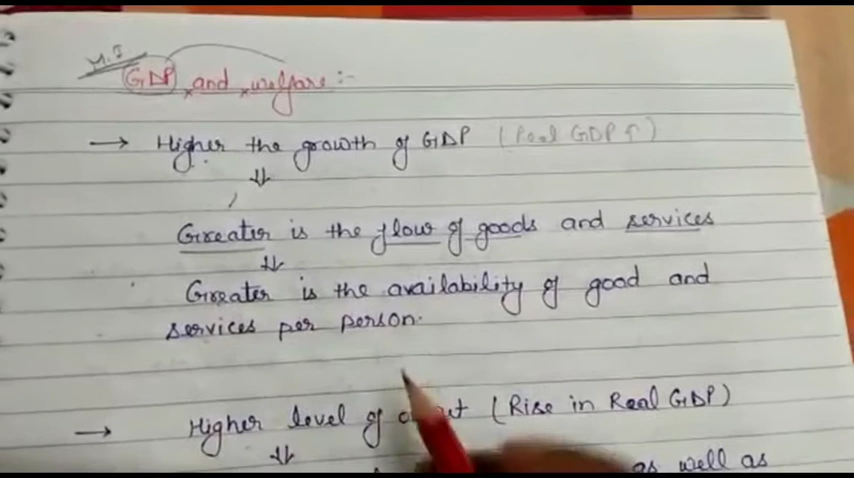 M.I
GDP and welfare:-
→ Higher the growth of GDP (Real GDP↑)
⇓
Greater is the flow of goods and services
⇓
Greater is the availability of good and
services per person.
→ Higher level of (Rise in Real GDP)
⇓
as well as